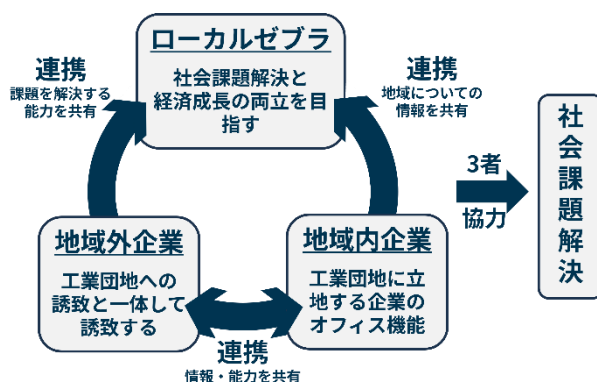 ローカルゼブラ
社会課題解決と
経済成長の両立を目
指す
連携
課題を解決する
能力を共有
連携
地域についての
情報を共有
3者
協力
社会課題解決
地域外企業
工業団地への
誘致と一体して
誘致する
地域内企業
工業団地に立
地する企業の
オフィス機能
連携
情報・能力を共有